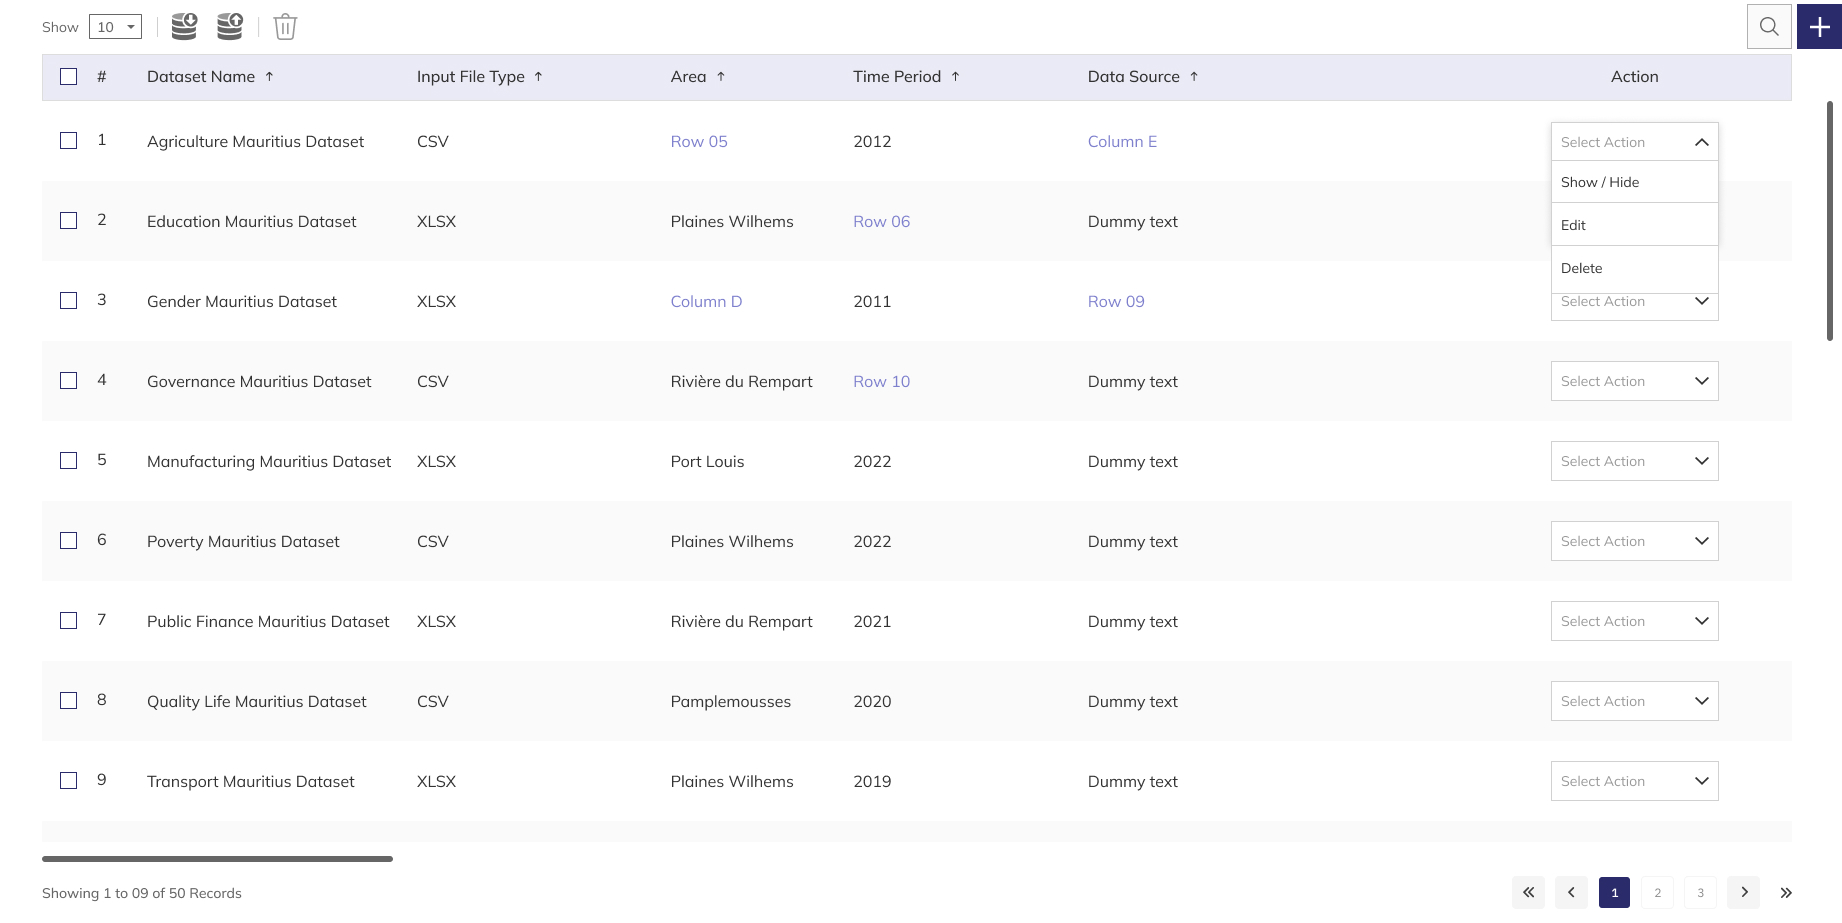 Show 10
# Dataset Name ↑ Input File Type ↑ Area ↑ Time Period ↑ Data Source ↑ Action
1 Agriculture Mauritius Dataset CSV Row 05 2012 Column E Select Action
Show / Hide
2 Education Mauritius Dataset XLSX Plaines Wilhems Row 06 Dummy text
Edit
Delete
3 Gender Mauritius Dataset XLSX Column D 2011 Row 09 Select Action
4 Governance Mauritius Dataset CSV Rivière du Rempart Row 10 Dummy text Select Action
5 Manufacturing Mauritius Dataset XLSX Port Louis 2022 Dummy text Select Action
6 Poverty Mauritius Dataset CSV Plaines Wilhems 2022 Dummy text Select Action
7 Public Finance Mauritius Dataset XLSX Rivière du Rempart 2021 Dummy text Select Action
8 Quality Life Mauritius Dataset CSV Pamplemousses 2020 Dummy text Select Action
9 Transport Mauritius Dataset XLSX Plaines Wilhems 2019 Dummy text Select Action
Showing 1 to 09 of 50 Records « ‹ 1 2 3 › »